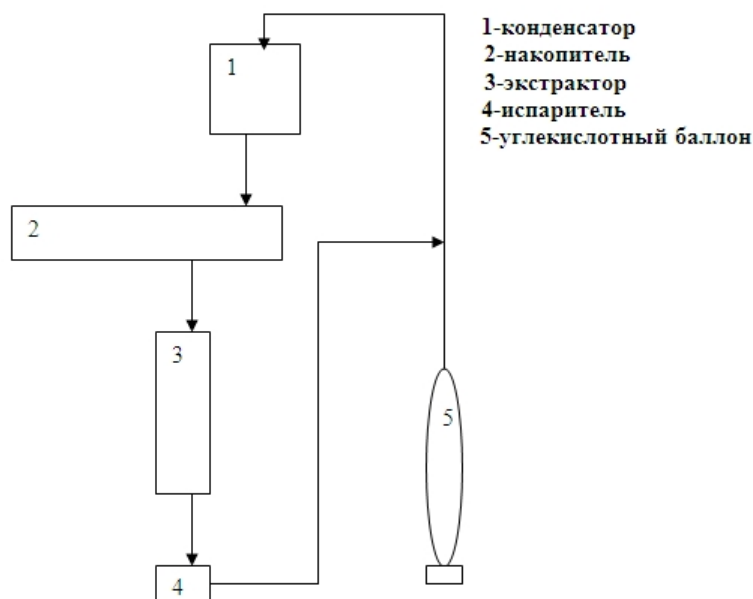 1-конденсатор
2-накопитель
3-экстрактор
4-испаритель
5-углекислотный баллон
1
2
3
5
4